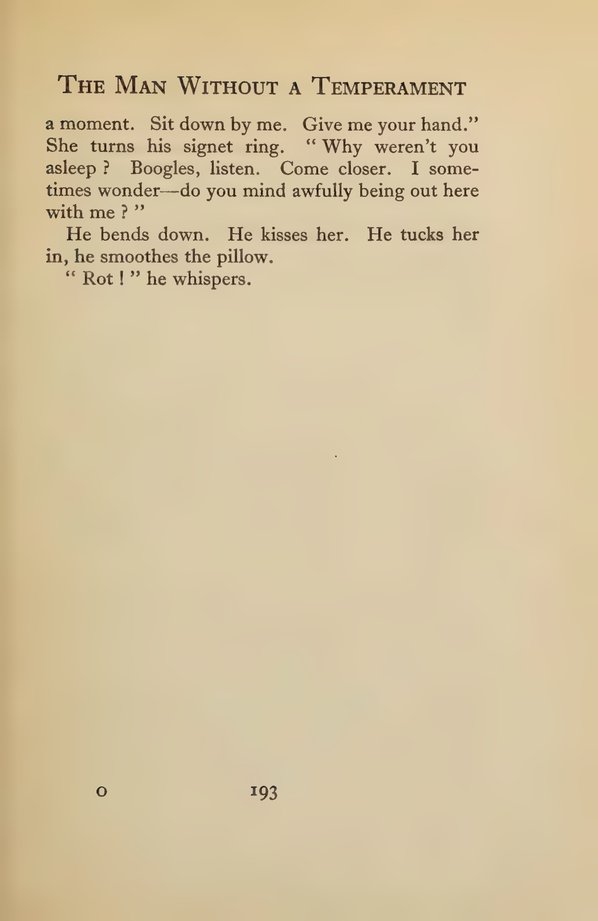 The Man Without a Temperament
a moment. Sit down by me. Give me your hand."
She turns his signet ring. " Why weren't you
asleep ? Boogles, listen. Come closer. I some-
times wonder—do you mind awfully being out here
with me ? "
He bends down. He kisses her. He tucks her
in, he smoothes the pillow.
" Rot ! " he whispers.
O 193